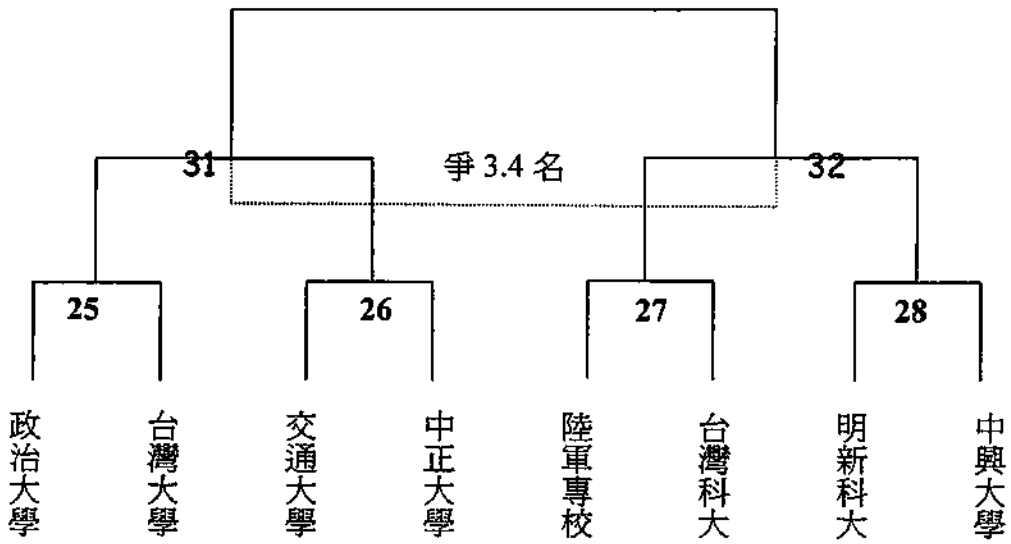 31
爭 3.4 名
32
25
26
27
28
政治大學
台灣大學
交通大學
中正大學
陸軍專校
台灣科大
明新科大
中興大學